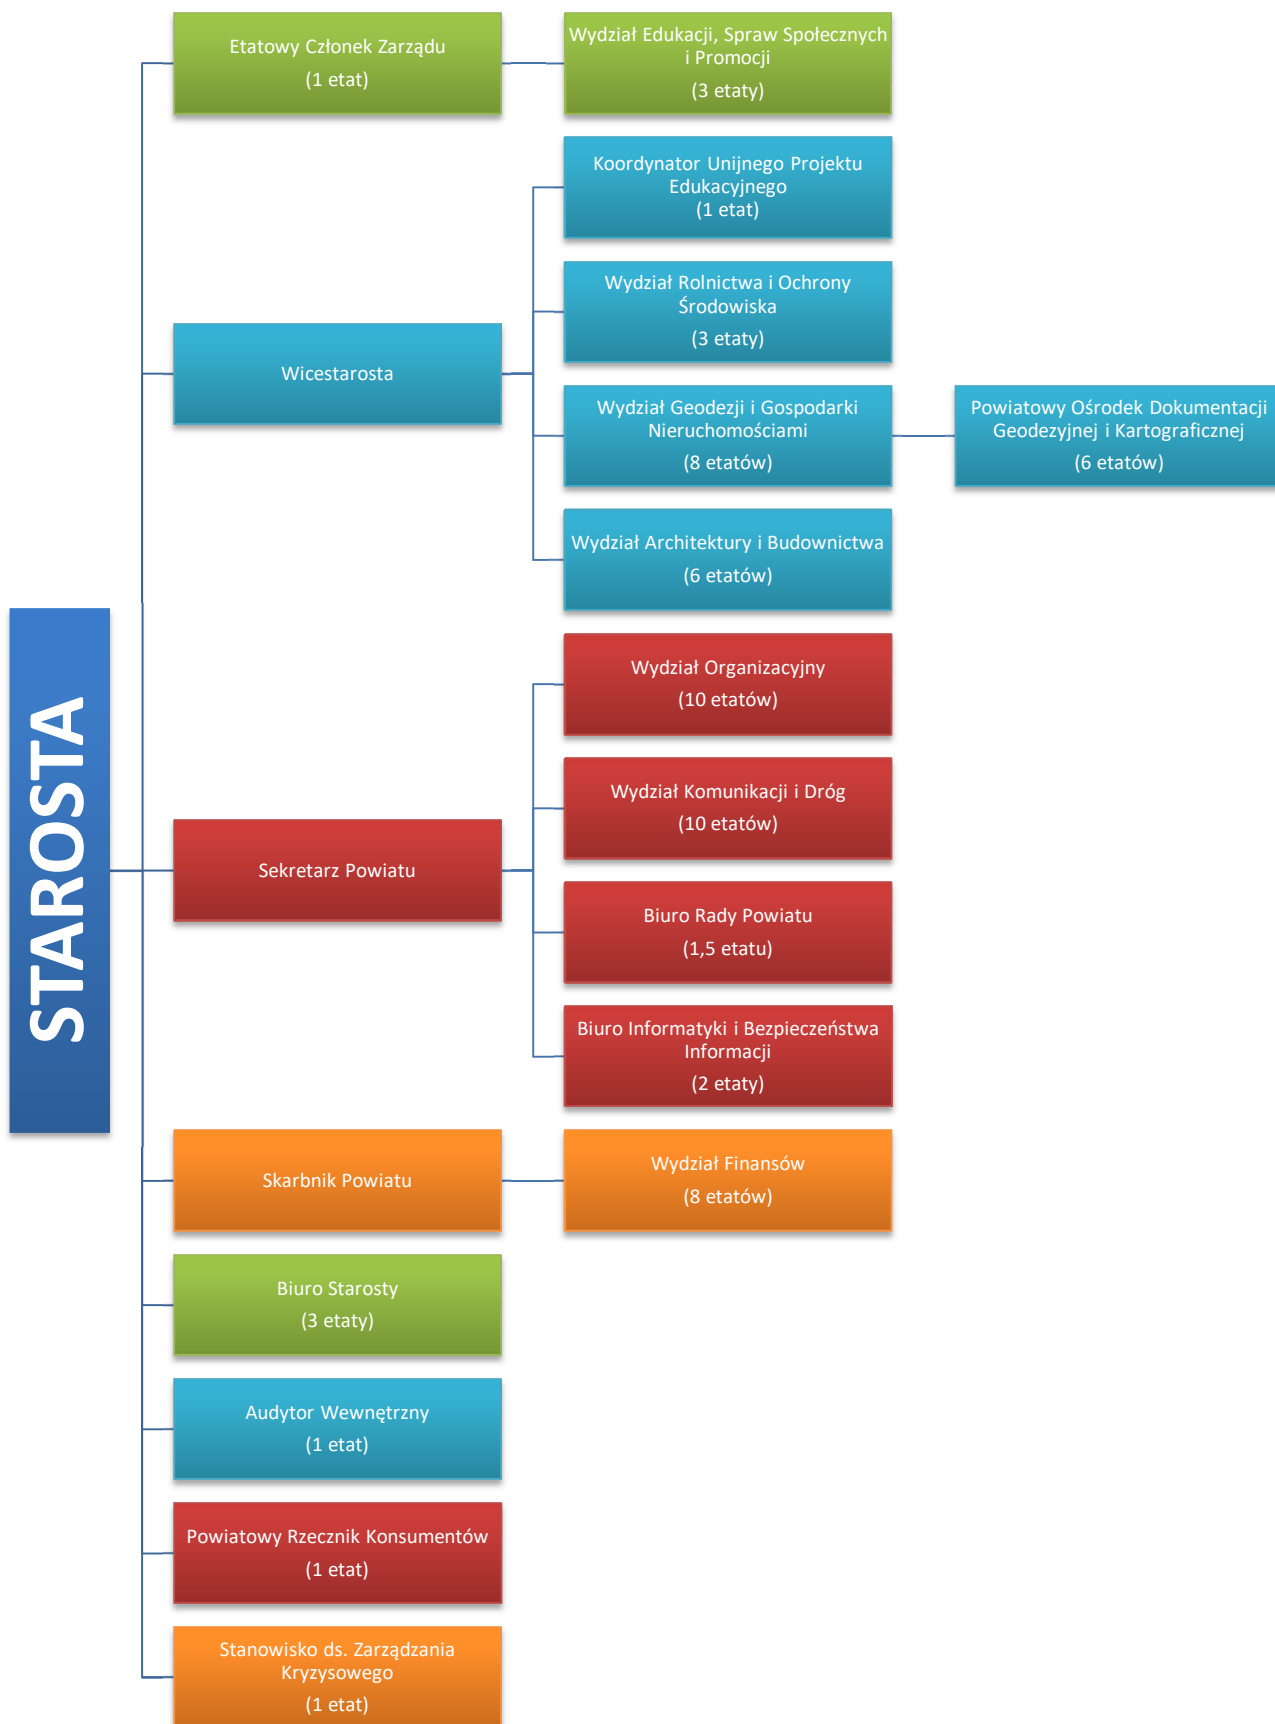 STAROSTA
Etatowy Członek Zarządu
(1 etat)
Wydział Edukacji, Spraw Społecznych
i Promocji
(3 etaty)
Wicestarosta
Koordynator Unijnego Projektu
Edukacyjnego
(1 etat)
Wydział Rolnictwa i Ochrony
Środowiska
(3 etaty)
Wydział Geodezji i Gospodarki
Nieruchomościami
(8 etatów)
Powiatowy Ośrodek Dokumentacji
Geodezyjnej i Kartograficznej
(6 etatów)
Wydział Architektury i Budownictwa
(6 etatów)
Sekretarz Powiatu
Wydział Organizacyjny
(10 etatów)
Wydział Komunikacji i Dróg
(10 etatów)
Biuro Rady Powiatu
(1,5 etatu)
Biuro Informatyki i Bezpieczeństwa
Informacji
(2 etaty)
Skarbnik Powiatu
Wydział Finansów
(8 etatów)
Biuro Starosty
(3 etaty)
Audytor Wewnętrzny
(1 etat)
Powiatowy Rzecznik Konsumentów
(1 etat)
Stanowisko ds. Zarządzania
Kryzysowego
(1 etat)